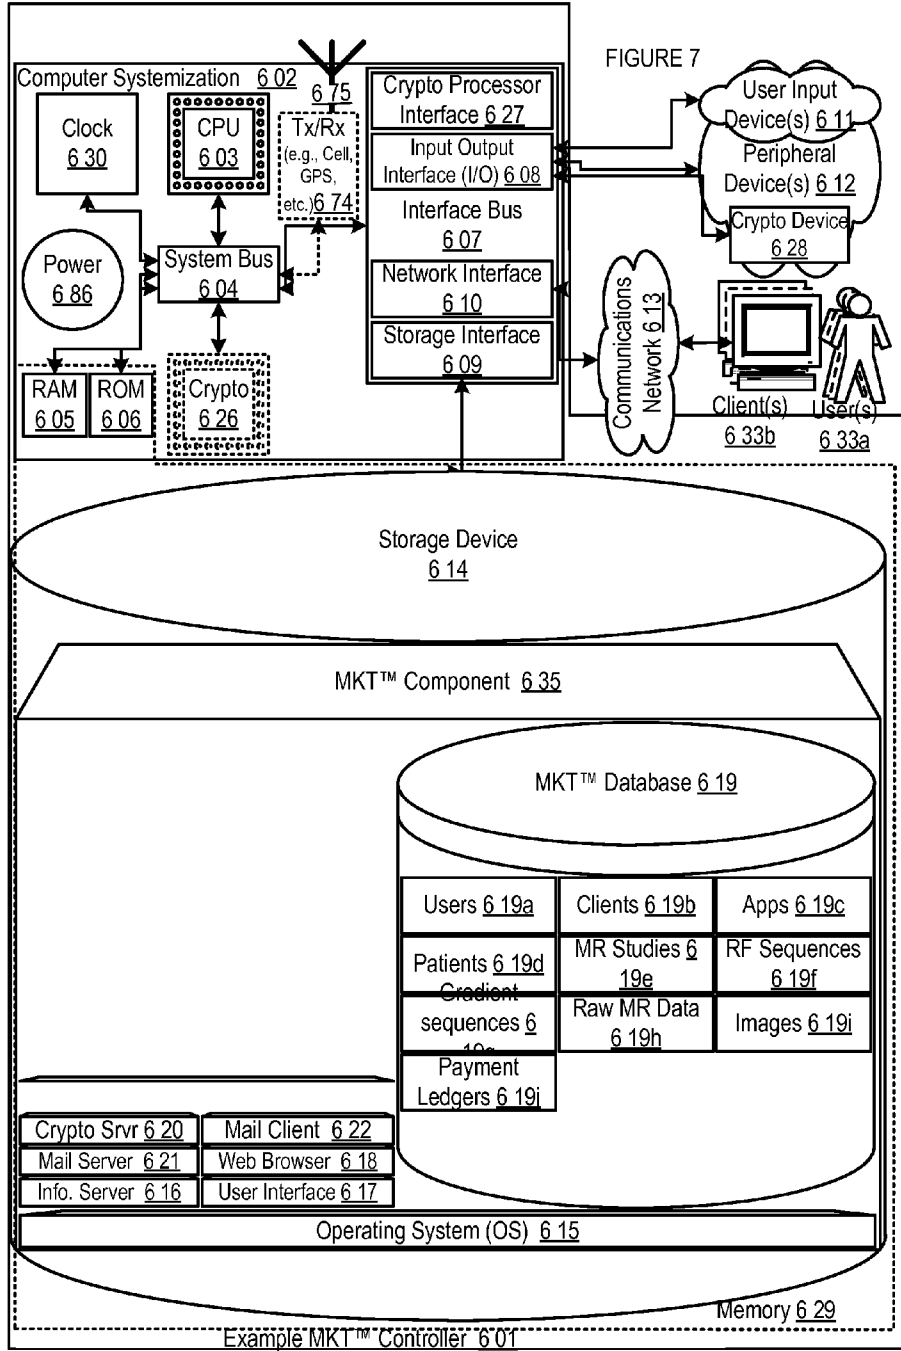 FIGURE 7
Computer Systemization 6 02
Clock
6 30
CPU
6 03
6 75
Tx/Rx
(e.g., Cell,
GPS,
etc.) 6 74
Crypto Processor
Interface 6 27
Input Output
Interface (I/O) 6 08
Interface Bus
6 07
Network Interface
6 10
Storage Interface
6 09
User Input
Device(s) 6 11
Peripheral
Device(s) 6 12
Crypto Device
6 28
Power
6 86
System Bus
6 04
RAM
6 05
ROM
6 06
Crypto
6 26
Communications
Network 6 13
Client(s)
6 33b
User(s)
6 33a
Storage Device
6 14
MKT™ Component 6 35
MKT™ Database 6 19
Users 6 19a
Clients 6 19b
Apps 6 19c
Patients 6 19d
MR Studies 6
19e
RF Sequences
6 19f
Gradient
sequences 6
19g
Raw MR Data
6 19h
Images 6 19i
Payment
Ledgers 6 19j
Crypto Srvr 6 20
Mail Client 6 22
Mail Server 6 21
Web Browser 6 18
Info. Server 6 16
User Interface 6 17
Operating System (OS) 6 15
Memory 6 29
Example MKT™ Controller 6 01